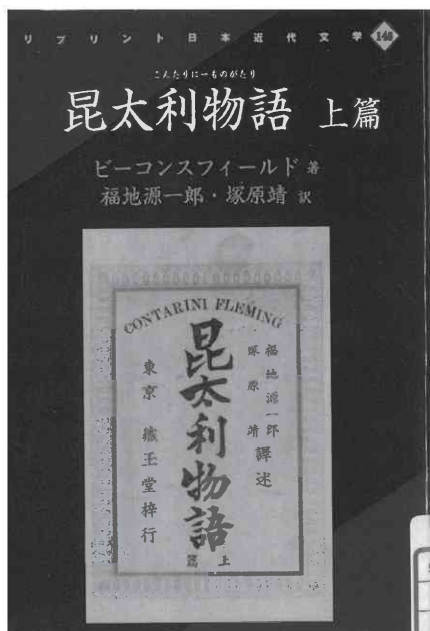 リプリント日本近代文学 148
こんたりにーものがたり
昆太利物語 上篇
ビーコンスフィールド 著
福地源一郎・塚原靖 訳
CONTARINI FLEMING
福地源一郎
塚原 靖 譯述
昆太利物語
上篇
東京 鐵王堂梓行